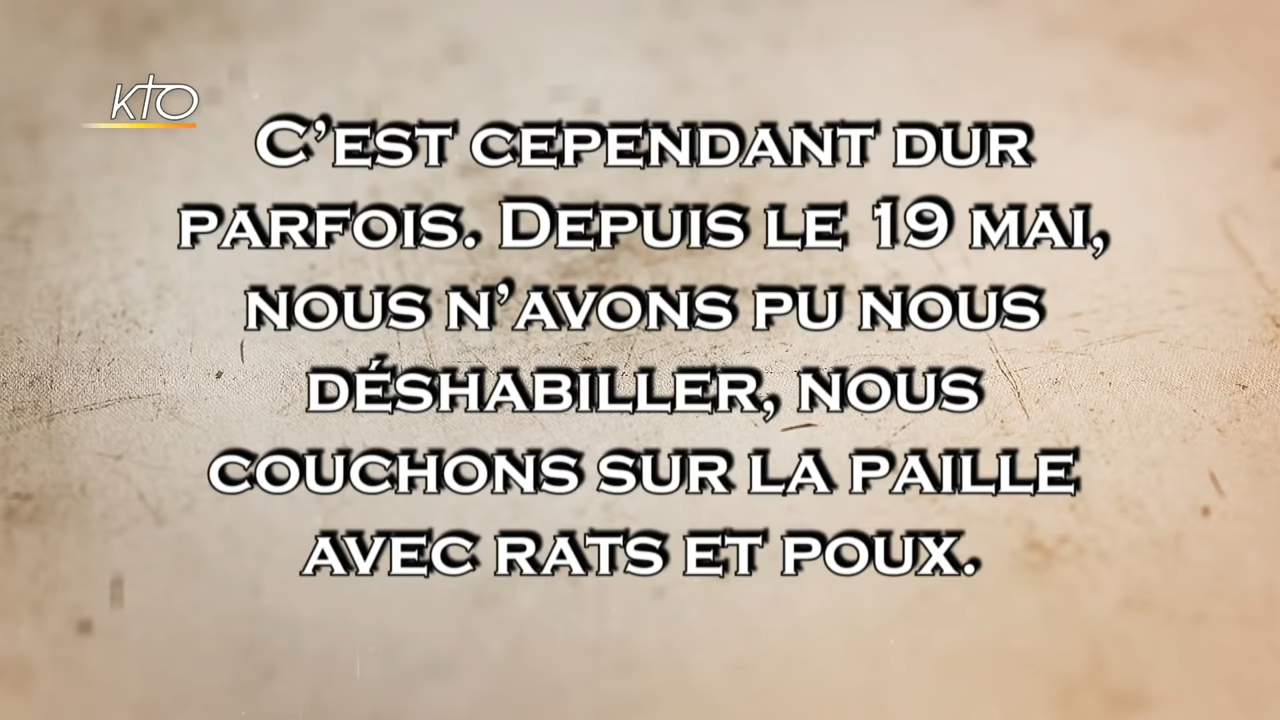 KTO
C’EST CEPENDANT DUR
PARFOIS. DEPUIS LE 19 MAI,
NOUS N’AVONS PU NOUS
DÉSHABILLER, NOUS
COUCHONS SUR LA PAILLE
AVEC RATS ET POUX.